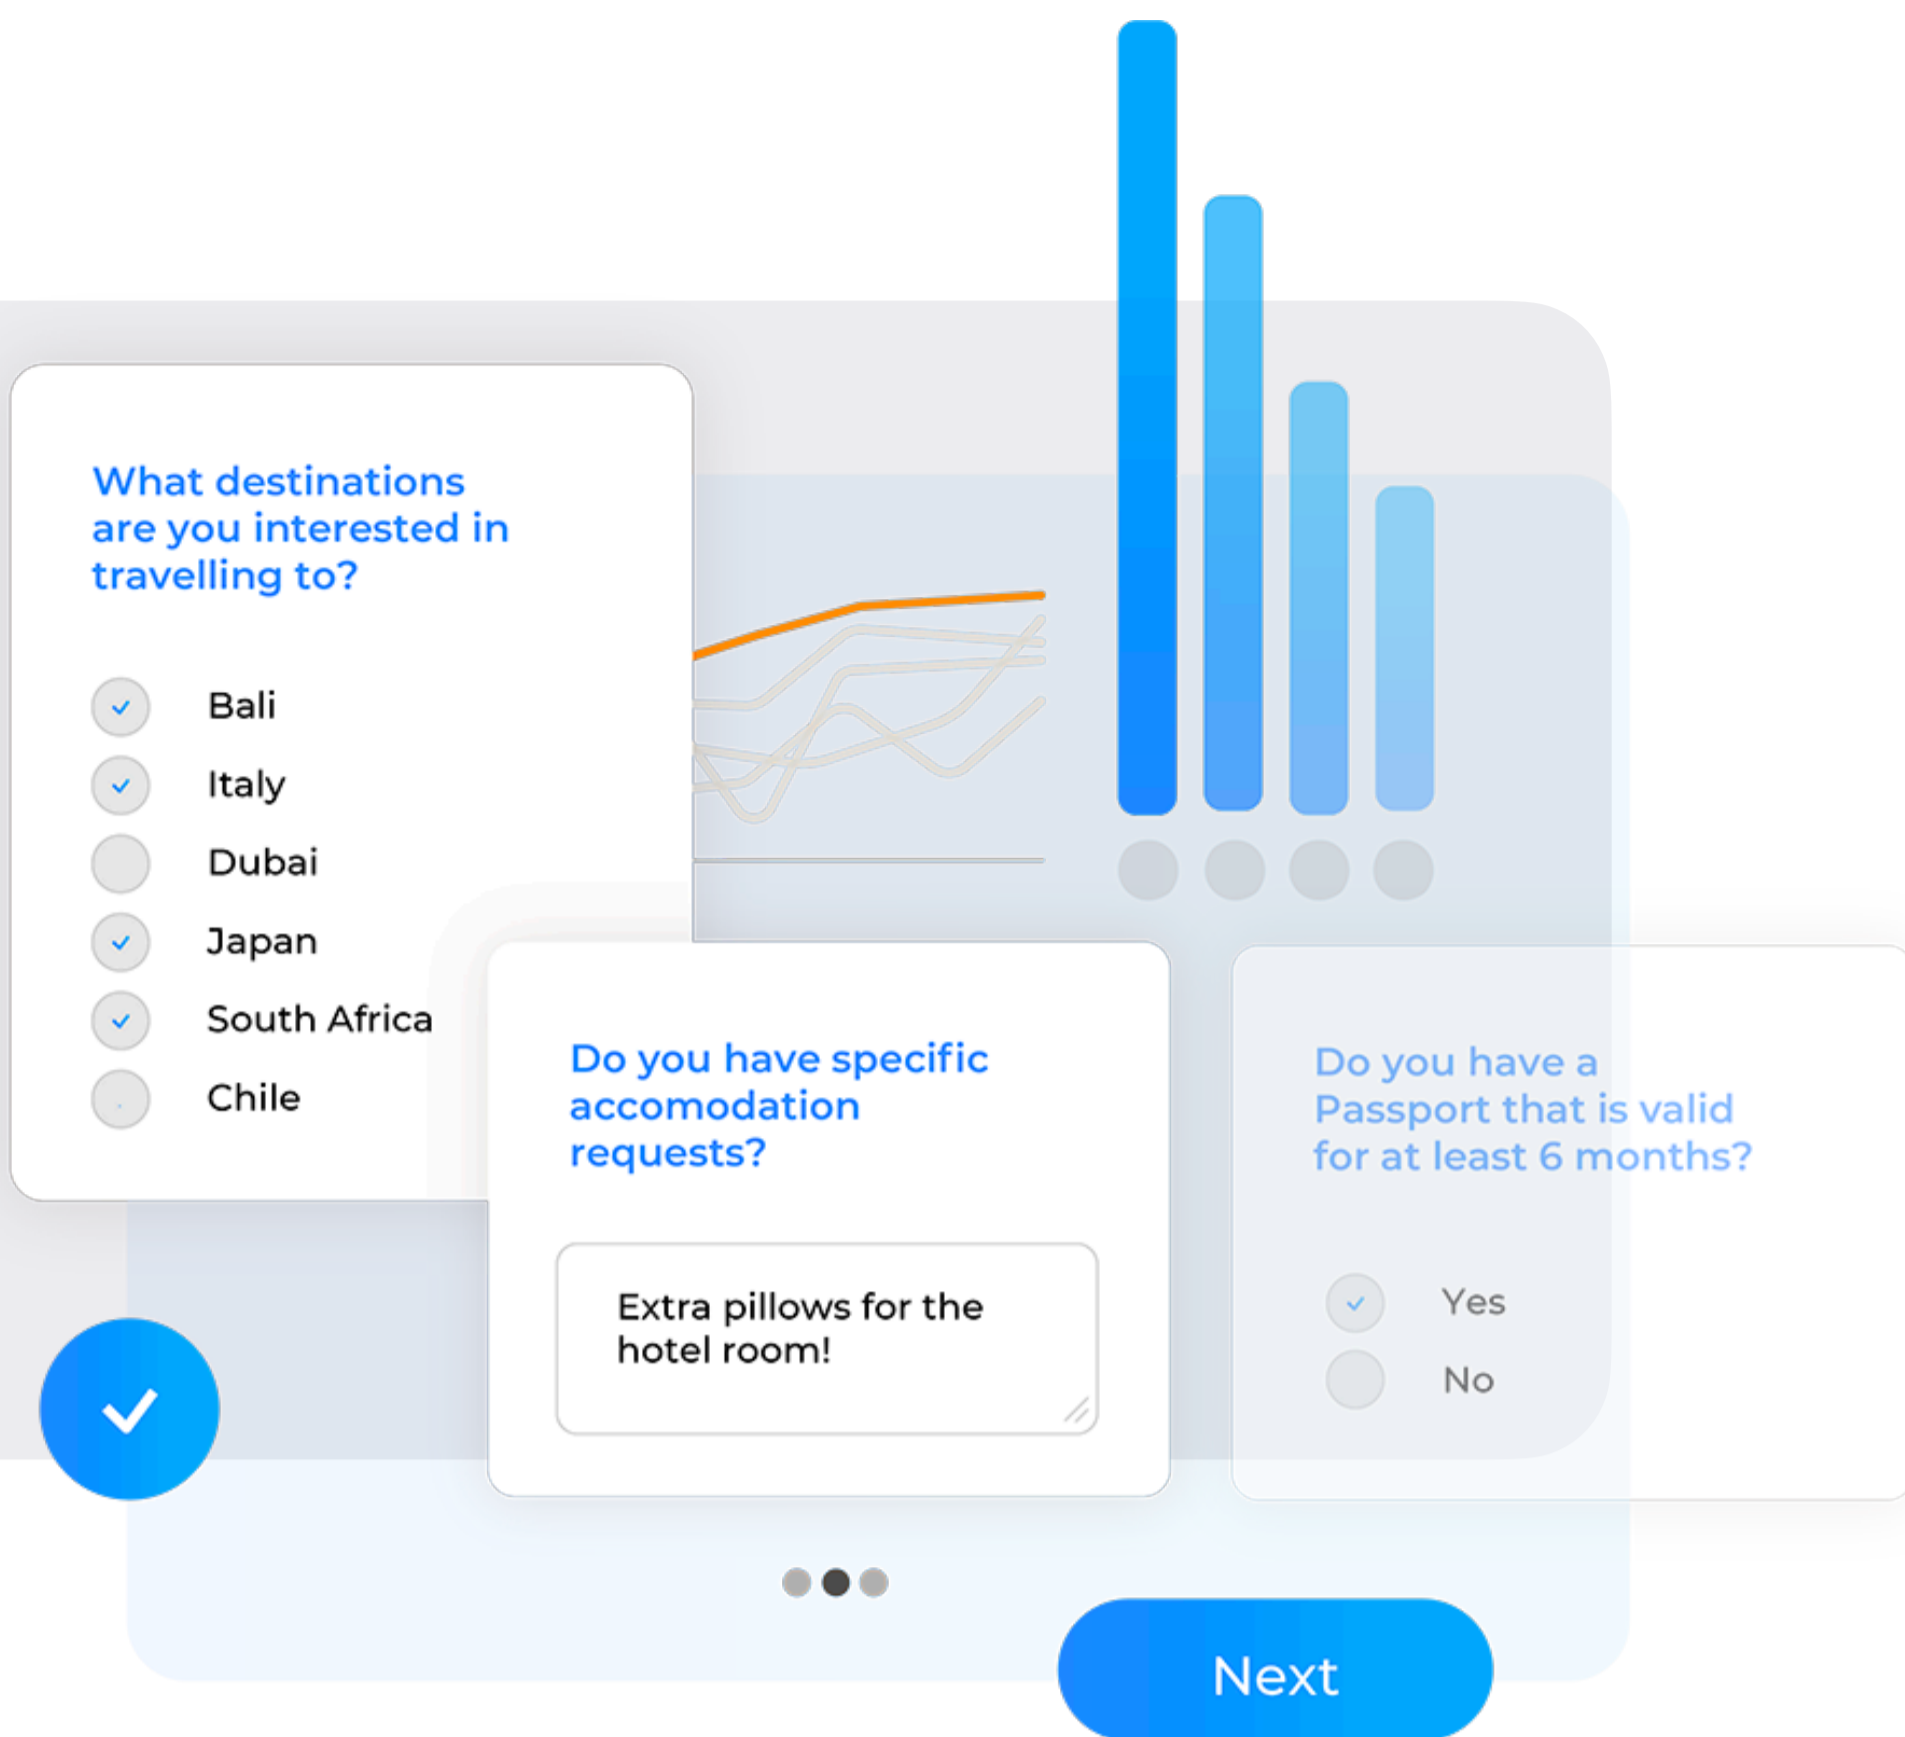 What destinations
are you interested in
travelling to?
Bali
Italy
Dubai
Japan
South Africa
Chile
Do you have specific
accomodation
requests?
Extra pillows for the
hotel room!
Do you have a
Passport that is valid
for at least 6 months?
Yes
No
Next